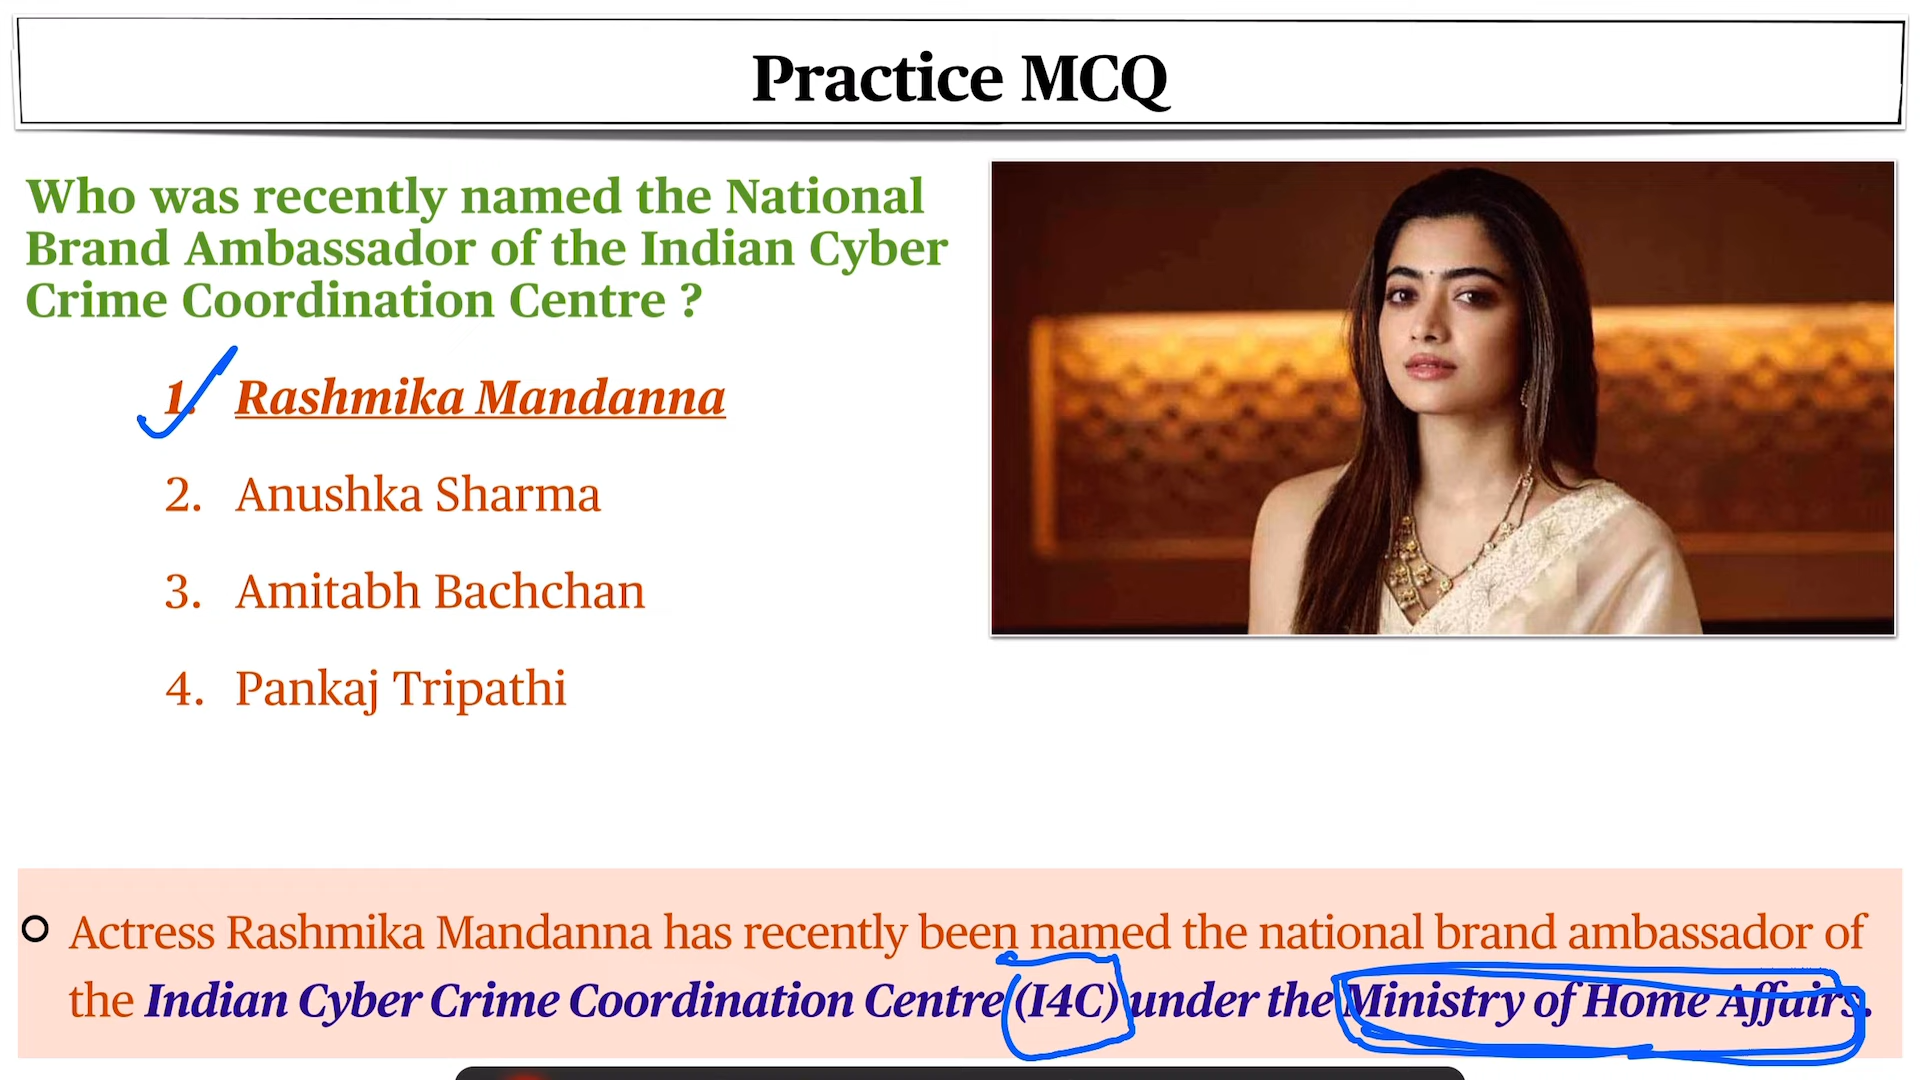 Practice MCQ
Who was recently named the National
Brand Ambassador of the Indian Cyber
Crime Coordination Centre ?
1. Rashmika Mandanna
2. Anushka Sharma
3. Amitabh Bachchan
4. Pankaj Tripathi
Actress Rashmika Mandanna has recently been named the national brand ambassador of
the Indian Cyber Crime Coordination Centre (I4C) under the Ministry of Home Affairs.